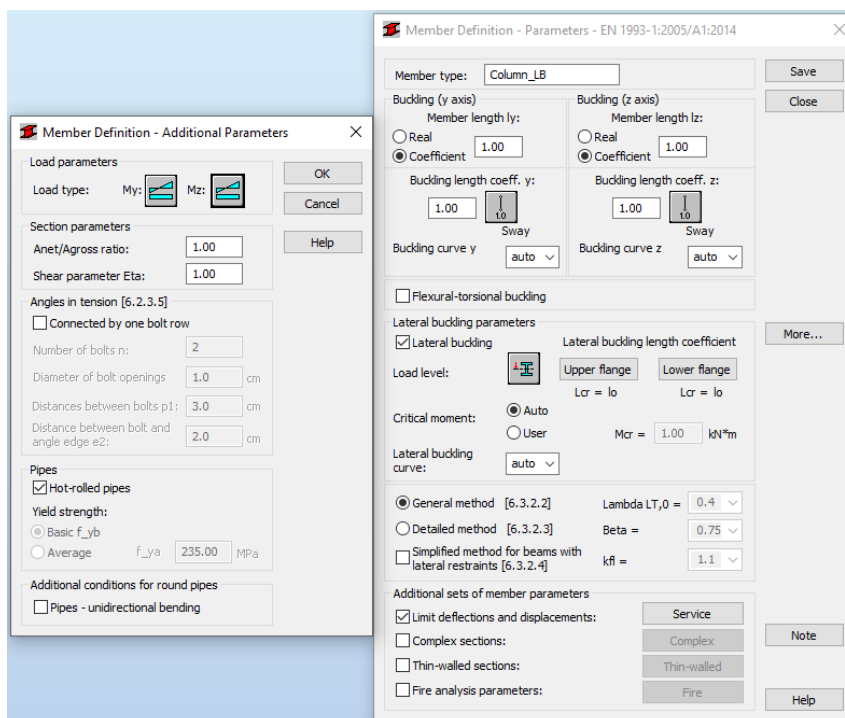 Member Definition - Additional Parameters
Load parameters
Load type: My: Mz:
OK
Cancel
Help
Section parameters
Anet/Agross ratio: 1.00
Shear parameter Eta: 1.00
Angles in tension [6.2.3.5]
Connected by one bolt row
Number of bolts n: 2
Diameter of bolt openings 1.0 cm
Distances between bolts p1: 3.0 cm
Distance between bolt and
angle edge e2: 2.0 cm
Pipes
Hot-rolled pipes
Yield strength:
Basic f_yb
Average f_ya 235.00 MPa
Additional conditions for round pipes
Pipes - unidirectional bending
Member Definition - Parameters - EN 1993-1:2005/A1:2014
Member type: Column_LB
Save
Close
Buckling (y axis) Buckling (z axis)
Member length ly: Member length lz:
Real Real
Coefficient 1.00 Coefficient 1.00
Buckling length coeff. y: Buckling length coeff. z:
1.00 1.0 1.00 1.0
Sway Sway
Buckling curve y auto Buckling curve z auto
Flexural-torsional buckling
Lateral buckling parameters
Lateral buckling Lateral buckling length coefficient
More...
Load level: Upper flange Lower flange
Lcr = lo Lcr = lo
Critical moment: Auto
User Mcr = 1.00 kN*m
Lateral buckling
curve: auto
General method [6.3.2.2] Lambda LT,0 = 0.4
Detailed method [6.3.2.3] Beta = 0.75
Simplified method for beams with
lateral restraints [6.3.2.4] kfl = 1.1
Additional sets of member parameters
Limit deflections and displacements: Service
Complex sections: Complex
Note
Thin-walled sections: Thin-walled
Fire analysis parameters: Fire
Help